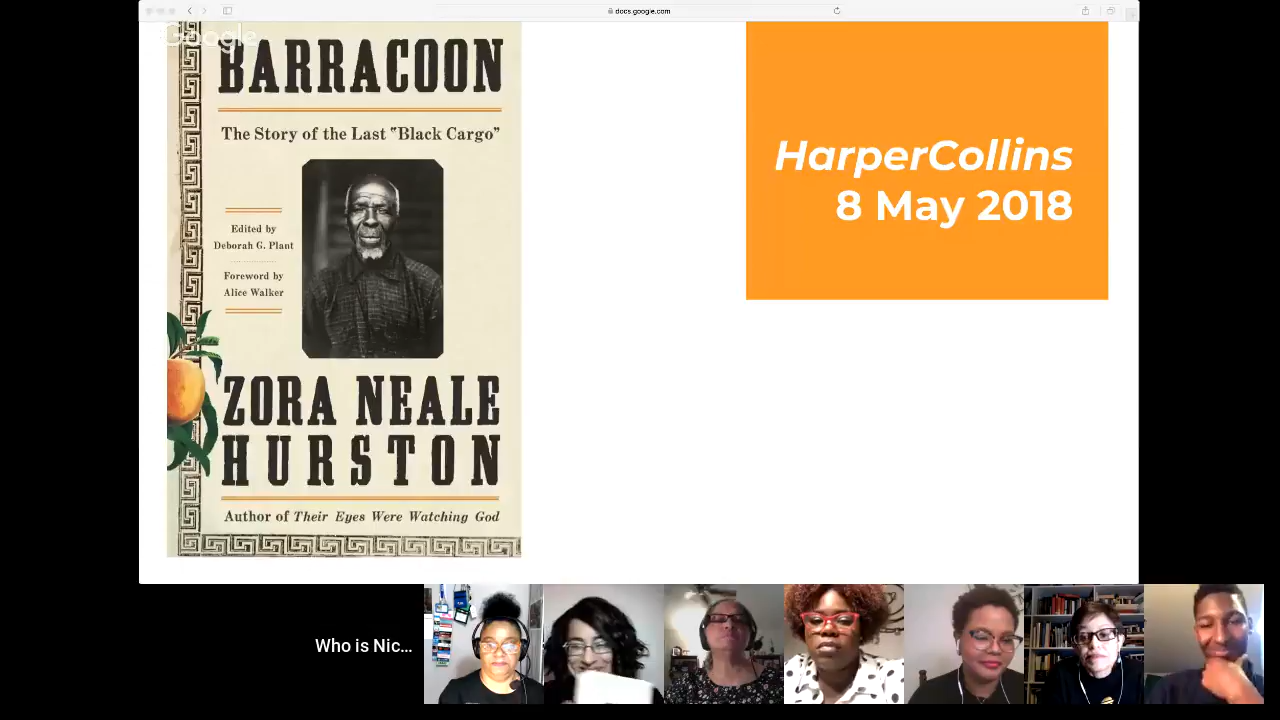 docs.google.com
Google
BARRACOON
The Story of the Last "Black Cargo"
Edited by
Deborah G. Plant
Foreword by
Alice Walker
ZORA NEALE
HURSTON
Author of Their Eyes Were Watching God
HarperCollins
8 May 2018
Who is Nic...